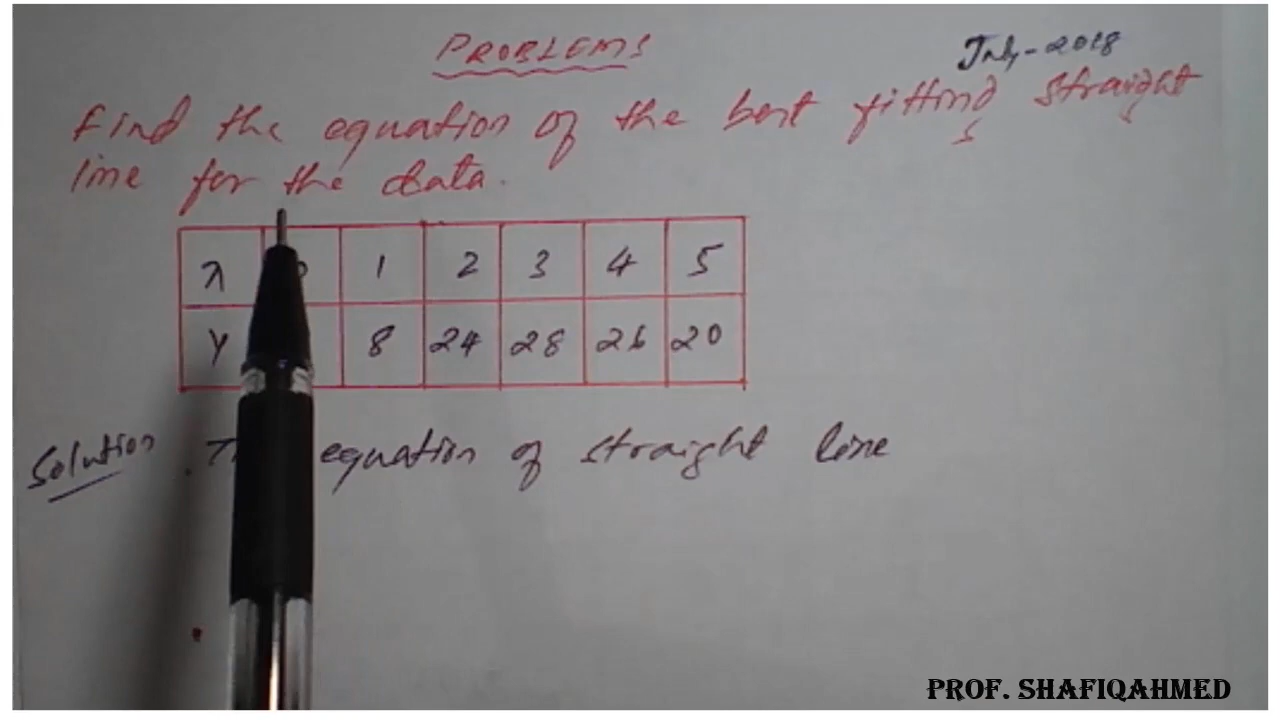 PROBLEMS
July-2018
Find the equation of the best fitting straight
line for the data.
x 1 2 3 4 5
y 8 24 28 26 20
Solution. equation of straight line
PROF. SHAFIQAHMED